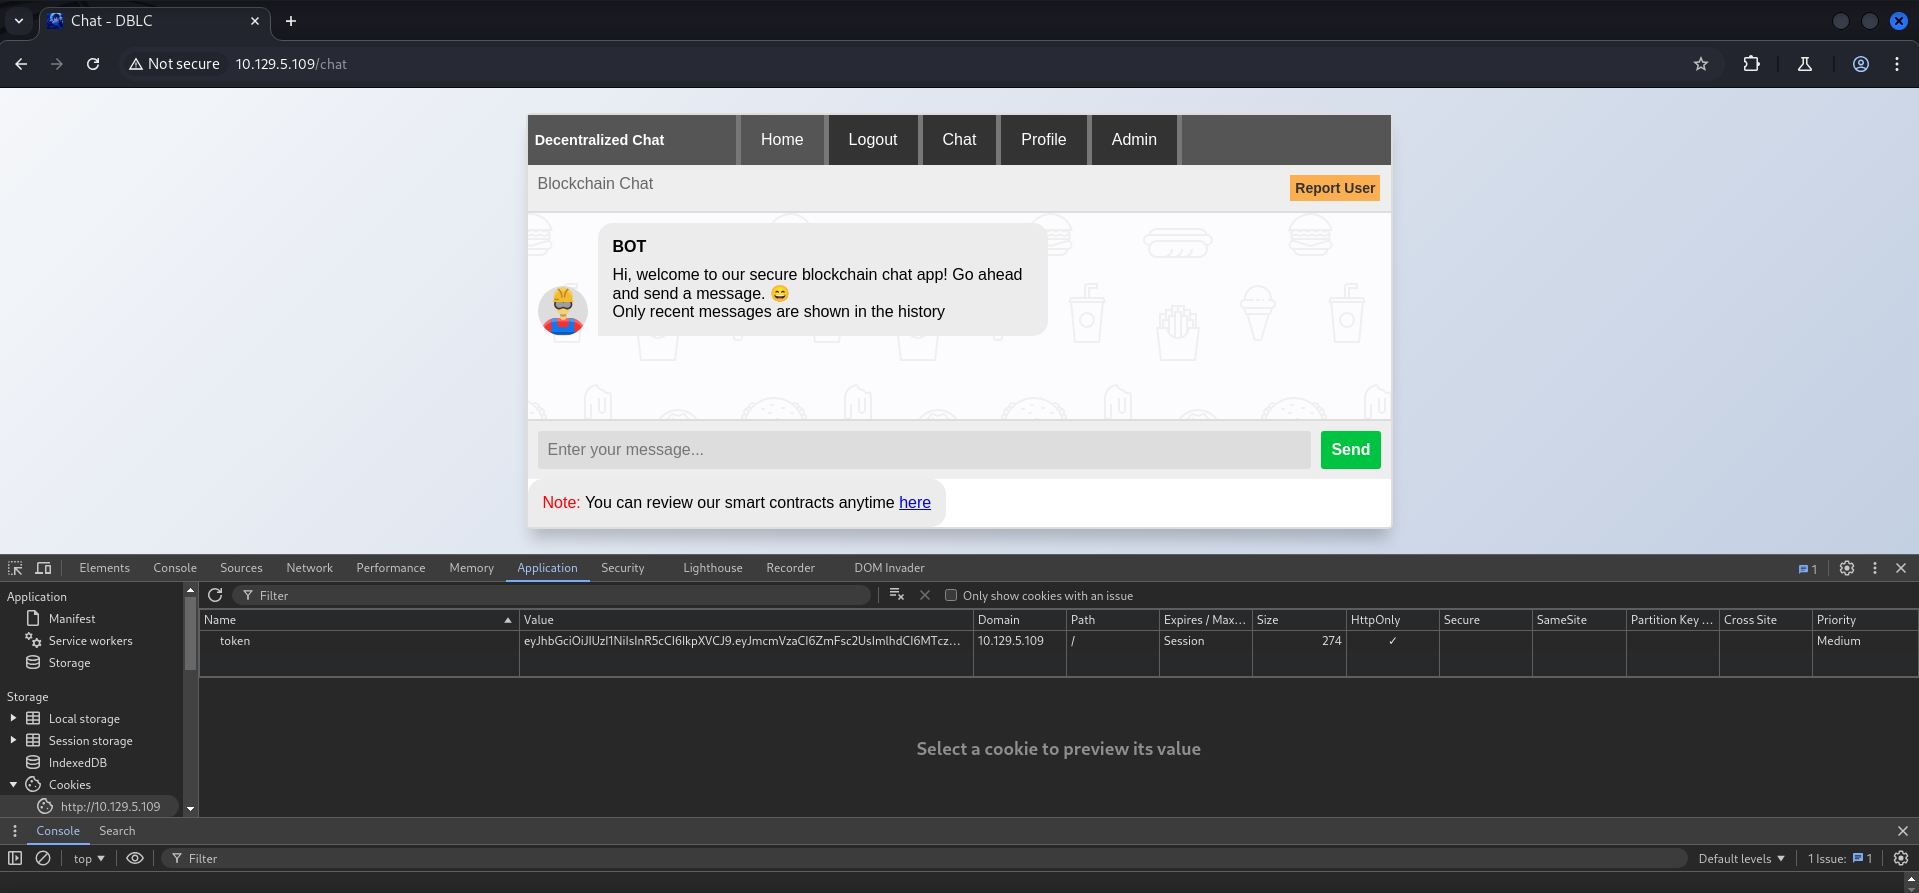 Chat - DBLC
Not secure 10.129.5.109/chat
Decentralized Chat Home Logout Chat Profile Admin
Blockchain Chat Report User
BOT
Hi, welcome to our secure blockchain chat app! Go ahead
and send a message. 😄
Only recent messages are shown in the history
Enter your message... Send
Note: You can review our smart contracts anytime here
Elements Console Sources Network Performance Memory Application Security Lighthouse Recorder DOM Invader 1
Application
Manifest
Service workers
Storage
Storage
Local storage
Session storage
IndexedDB
Cookies
http://10.129.5.109
Filter Only show cookies with an issue
Name Value Domain Path Expires / Max... Size HttpOnly Secure SameSite Partition Key ... Cross Site Priority
token 10.129.5.109 / Session 274 ✓ Medium
Select a cookie to preview its value
Console Search
top Filter Default levels 1 Issue: 1